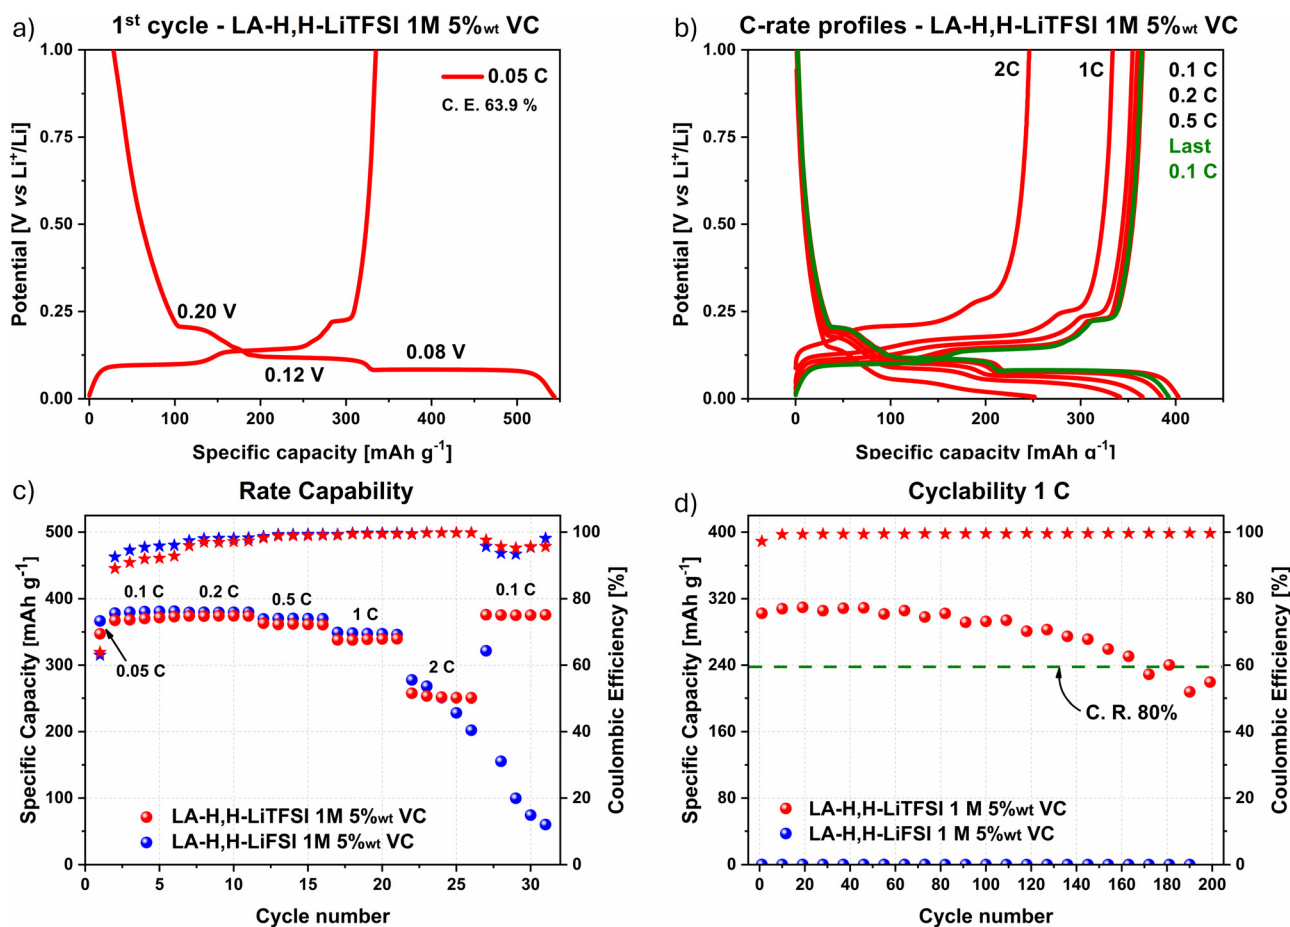 a)
1st cycle - LA-H,H-LiTFSI 1M 5%wt VC
1.00
0.75
0.50
0.25
0.00
Potential [V vs Li+/Li]
0.05 C
C. E. 63.9 %
0.20 V
0.12 V
0.08 V
0
100
200
300
400
500
Specific capacity [mAh g-1]
b)
C-rate profiles - LA-H,H-LiTFSI 1M 5%wt VC
1.00
0.75
0.50
0.25
0.00
Potential [V vs Li+/Li]
2C
1C
0.1 C
0.2 C
0.5 C
Last
0.1 C
0
100
200
300
400
Specific capacity [mAh g-1]
c)
Rate Capability
500
400
300
200
100
0
Specific Capacity [mAh g-1]
0.1 C
0.2 C
0.5 C
1 C
2 C
0.1 C
0.05 C
LA-H,H-LiTFSI 1M 5%wt VC
LA-H,H-LiFSI 1M 5%wt VC
100
80
60
40
20
0
Coulombic Efficiency [%]
0
5
10
15
20
25
30
Cycle number
d)
Cyclability 1 C
400
320
240
160
80
0
Specific Capacity [mAh g-1]
C. R. 80%
LA-H,H-LiTFSI 1 M 5%wt VC
LA-H,H-LiFSI 1 M 5%wt VC
100
80
60
40
20
0
Coulombic Efficiency [%]
0
20
40
60
80
100
120
140
160
180
200
Cycle number